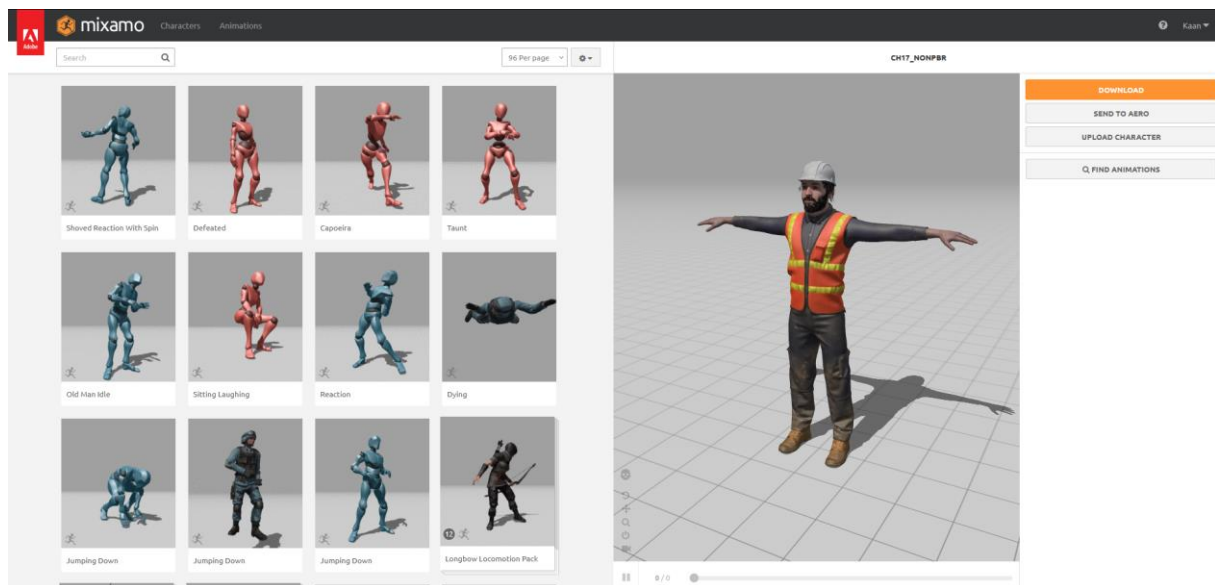 Adobe
mixamo
Characters Animations
Kaan
Search
96 Per page
CH17_NONPBR
DOWNLOAD
SEND TO AERO
UPLOAD CHARACTER
FIND ANIMATIONS
Shoved Reaction With Spin
Defeated
Capoeira
Taunt
Old Man Idle
Sitting Laughing
Reaction
Dying
Jumping Down
Jumping Down
Jumping Down
12
Longbow Locomotion Pack
0 / 0